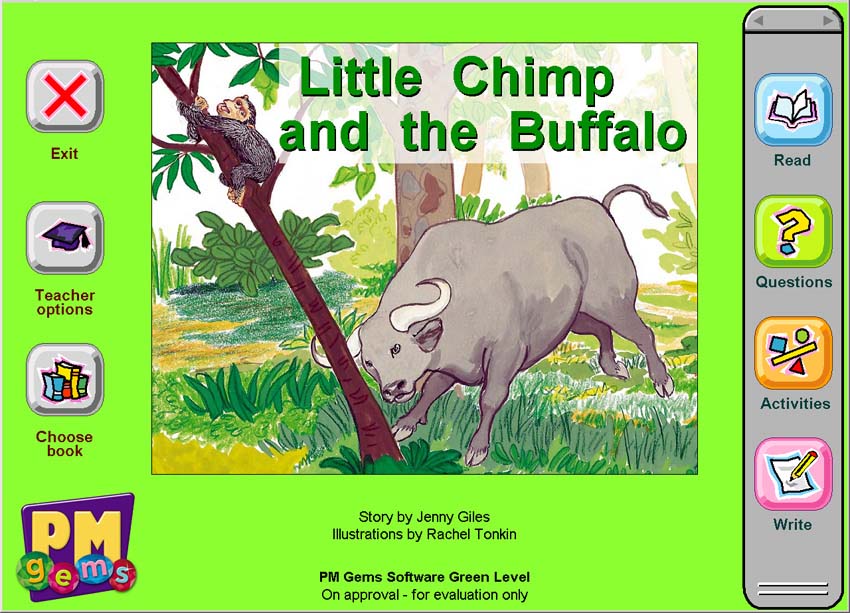 Little Chimp
and the Buffalo
Exit
Teacher
options
Choose
book
Read
Questions
Activities
Write
PM
gems
Story by Jenny Giles
Illustrations by Rachel Tonkin
PM Gems Software Green Level
On approval - for evaluation only